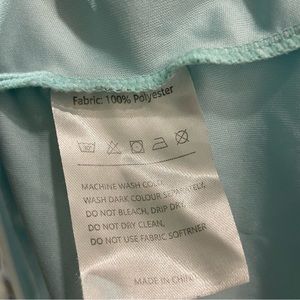 Fabric: 100% Polyester
MACHINE WASH COLD,
WASH DARK COLOUR SEPARATELY,
DO NOT BLEACH, DRIP DRY,
DO NOT DRY CLEAN,
DO NOT USE FABRIC SOFTRNER
MADE IN CHINA